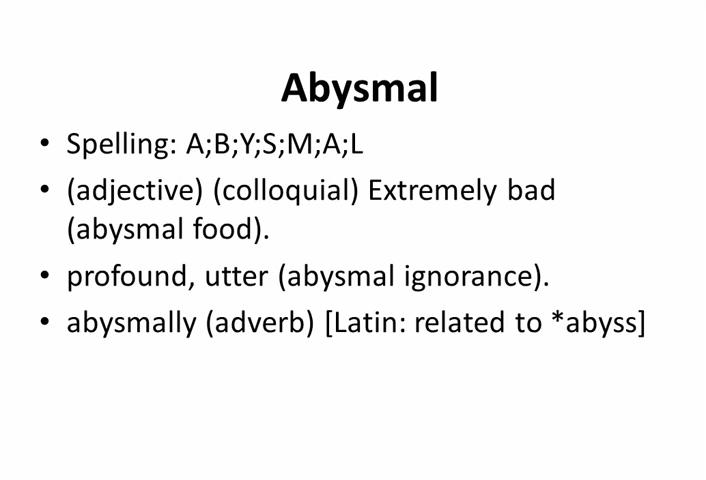 Abysmal
• Spelling: A;B;Y;S;M;A;L
• (adjective) (colloquial) Extremely bad
(abysmal food).
• profound, utter (abysmal ignorance).
• abysmally (adverb) [Latin: related to *abyss]